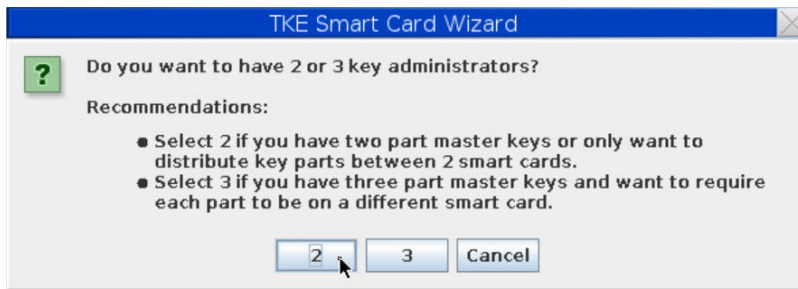 TKE Smart Card Wizard
?
Do you want to have 2 or 3 key administrators?
Recommendations:
● Select 2 if you have two part master keys or only want to
distribute key parts between 2 smart cards.
● Select 3 if you have three part master keys and want to require
each part to be on a different smart card.
2 3 Cancel